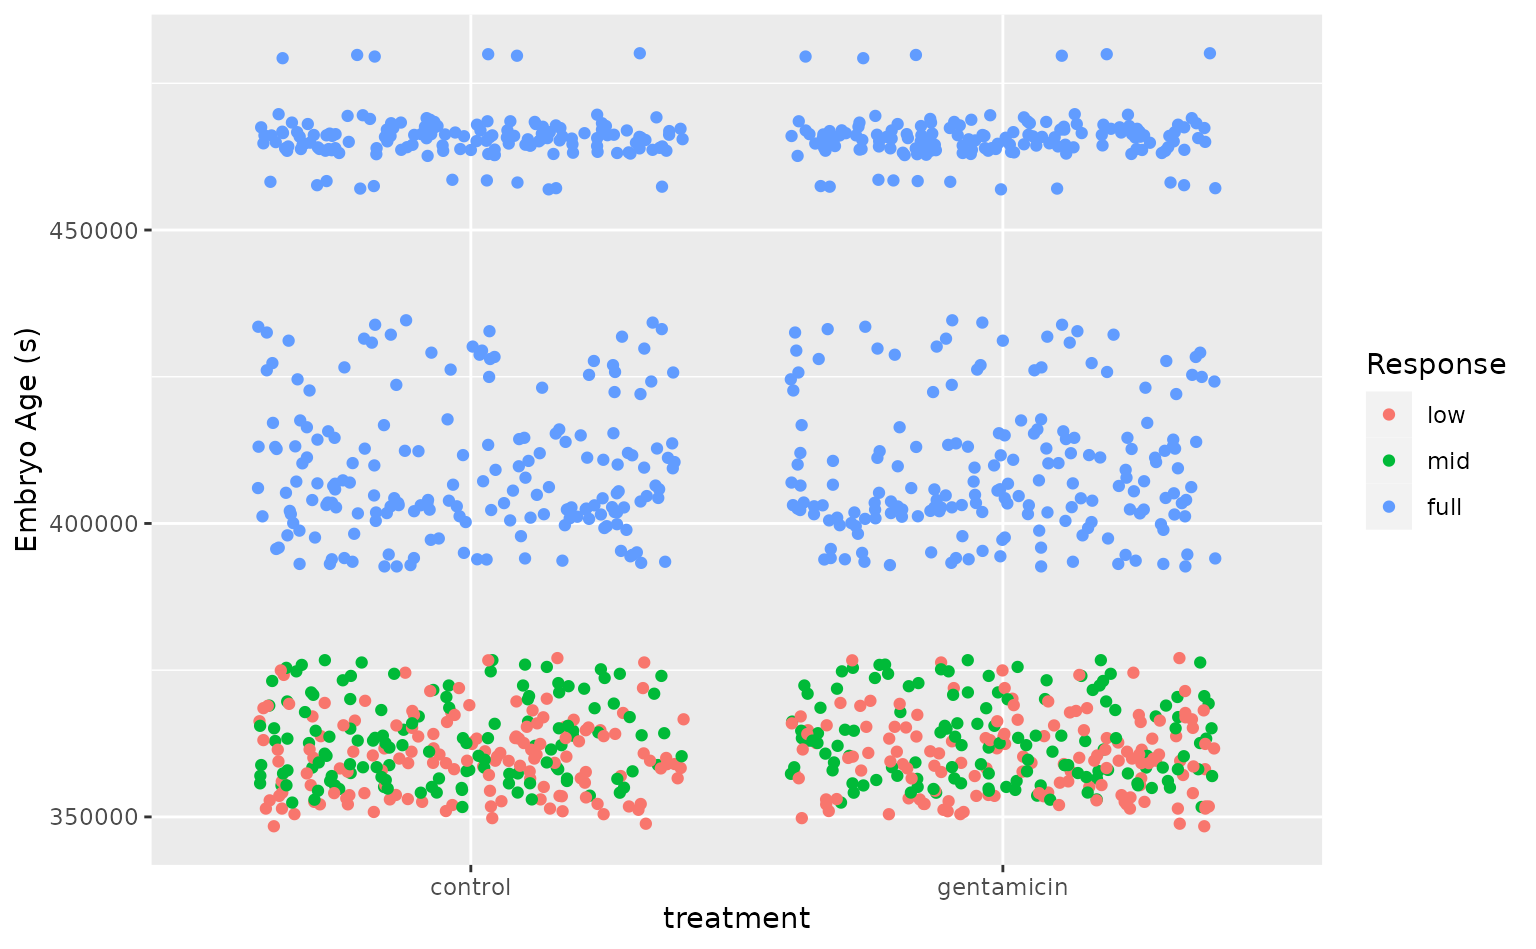 Embryo Age (s)
450000
400000
350000
control
gentamicin
treatment
Response
low
mid
full